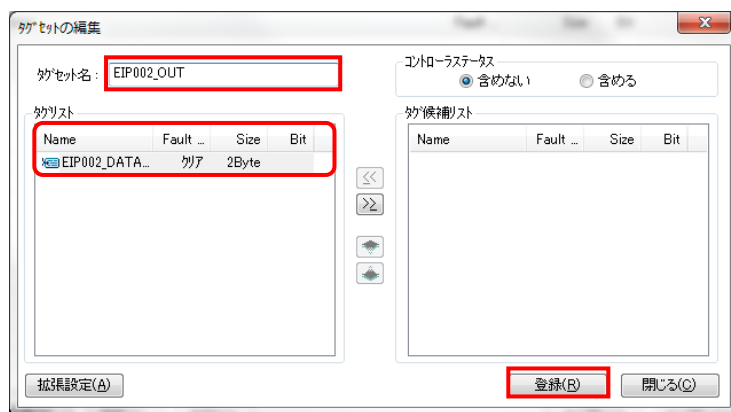 タグセットの編集
タグセット名： EIP002_OUT
コントローラステータス
含めない 含める
タグリスト
Name Fault ... Size Bit
EIP002_DATA... クリア 2Byte
タグ候補リスト
Name Fault ... Size Bit
<<
>>
拡張設定(A)
登録(R) 閉じる(C)